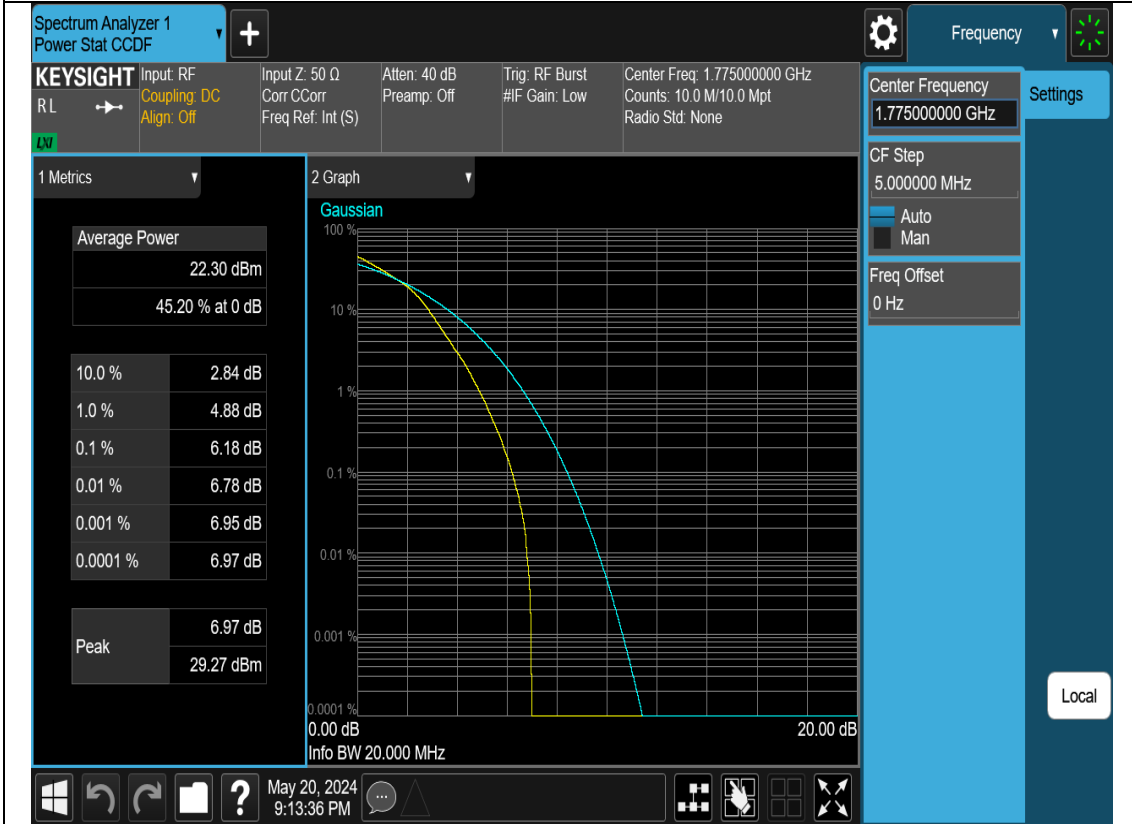 Spectrum Analyzer 1
Power Stat CCDF
+
Frequency
KEYSIGHT
RL
LXI
Input: RF
Coupling: DC
Align: Off
Input Z: 50 Ω
Corr CCorr
Freq Ref: Int (S)
Atten: 40 dB
Preamp: Off
Trig: RF Burst
#IF Gain: Low
Center Freq: 1.775000000 GHz
Counts: 10.0 M/10.0 Mpt
Radio Std: None
Center Frequency
1.775000000 GHz
Settings
CF Step
5.000000 MHz
Auto
Man
Freq Offset
0 Hz
Local
1 Metrics
Average Power
22.30 dBm
45.20 % at 0 dB
10.0 % 2.84 dB
1.0 % 4.88 dB
0.1 % 6.18 dB
0.01 % 6.78 dB
0.001 % 6.95 dB
0.0001 % 6.97 dB
Peak
6.97 dB
29.27 dBm
2 Graph
Gaussian
100 %
10 %
1 %
0.1 %
0.01 %
0.001 %
0.0001 %
0.00 dB 20.00 dB
Info BW 20.000 MHz
?
May 20, 2024
9:13:36 PM